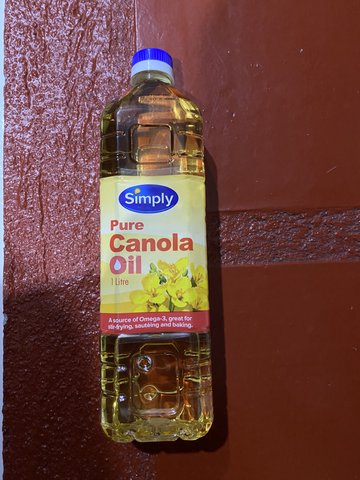 Simply
Pure
Canola
Oil
1 Litre
A source of Omega-3, great for
stir-frying, sautéing and baking.